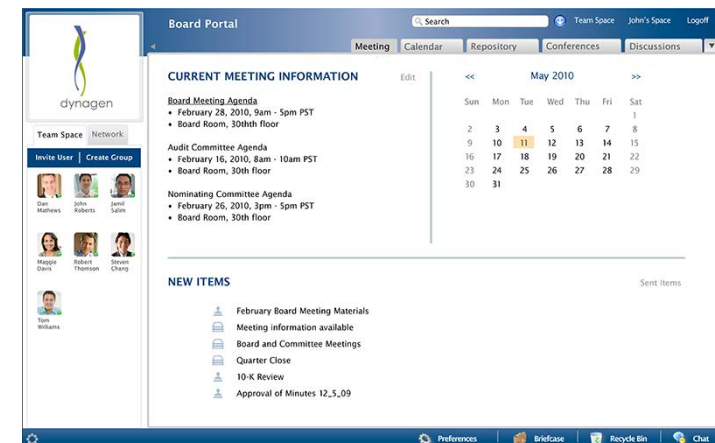 Board Portal
Search
Team Space
John's Space
Logoff
Meeting
Calendar
Repository
Conferences
Discussions
dynagen
Team Space
Network
Invite User | Create Group
Dan Mathews
John Roberts
Jamil Salim
Maggie Davis
Robert Thomson
Steven Chang
Tom Williams
CURRENT MEETING INFORMATION
Edit
Board Meeting Agenda
• February 28, 2010, 9am - 5pm PST
• Board Room, 30thth floor
Audit Committee Agenda
• February 16, 2010, 8am - 10am PST
• Board Room, 30th floor
Nominating Committee Agenda
• February 26, 2010, 3pm - 5pm PST
• Board Room, 30th floor
<< May 2010 >>
Sun Mon Tue Wed Thu Fri Sat
1
2 3 4 5 6 7 8
9 10 11 12 13 14 15
16 17 18 19 20 21 22
23 24 25 26 27 28 29
30 31
NEW ITEMS
Sent Items
February Board Meeting Materials
Meeting information available
Board and Committee Meetings
Quarter Close
10-K Review
Approval of Minutes 12_5_09
Preferences
Briefcase
Recycle Bin
Chat